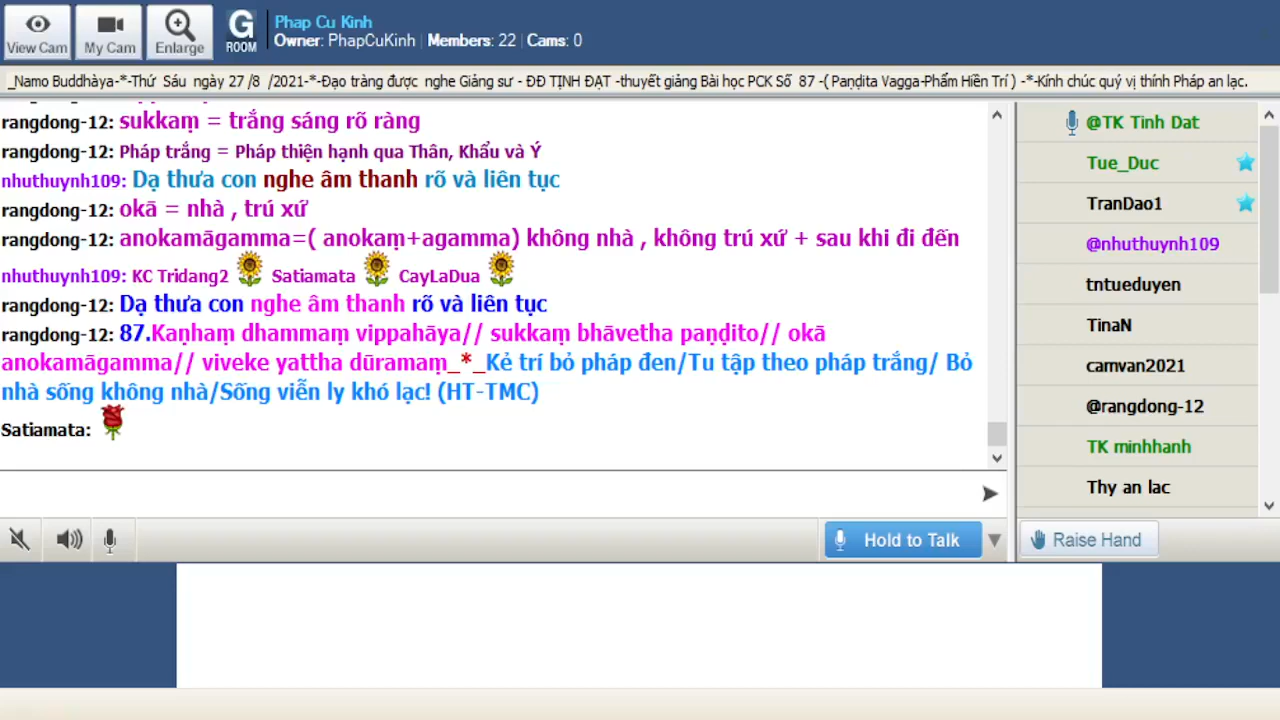 View Cam
My Cam
Enlarge
G
ROOM
Phap Cu Kinh
Owner: PhapCuKinh | Members: 22 | Cams: 0
_Namo Buddhàya-*-Thứ Sáu ngày 27 /8 /2021-*-Đạo tràng được nghe Giảng sư - ĐĐ TỊNH ĐẠT -thuyết giảng Bài học PCK Số 87 -( Paṇḍita Vagga-Phẩm Hiền Trí ) -*-Kính chúc quý vị thính Pháp an lạc.
rangdong-12: sukkaṃ = trắng sáng rõ ràng
rangdong-12: Pháp trắng = Pháp thiện hạnh qua Thân, Khẩu và Ý
nhuthuynh109: Dạ thưa con nghe âm thanh rõ và liên tục
rangdong-12: okā = nhà , trú xứ
rangdong-12: anokamāgamma=( anokaṃ+agamma) không nhà , không trú xứ + sau khi đi đến
nhuthuynh109: KC Tridang2 Satiamata CayLaDua
rangdong-12: Dạ thưa con nghe âm thanh rõ và liên tục
rangdong-12: 87.Kaṇhaṃ dhammaṃ vippahāya// sukkaṃ bhāvetha paṇḍito// okā
anokamāgamma// viveke yattha dūramaṃ_*_Kẻ trí bỏ pháp đen/Tu tập theo pháp trắng/ Bỏ
nhà sống không nhà/Sống viễn ly khó lạc! (HT-TMC)
Satiamata:
@TK Tinh Dat
Tue_Duc
TranDao1
@nhuthuynh109
tntueduyen
TinaN
camvan2021
@rangdong-12
TK minhhanh
Thy an lac
Hold to Talk
Raise Hand